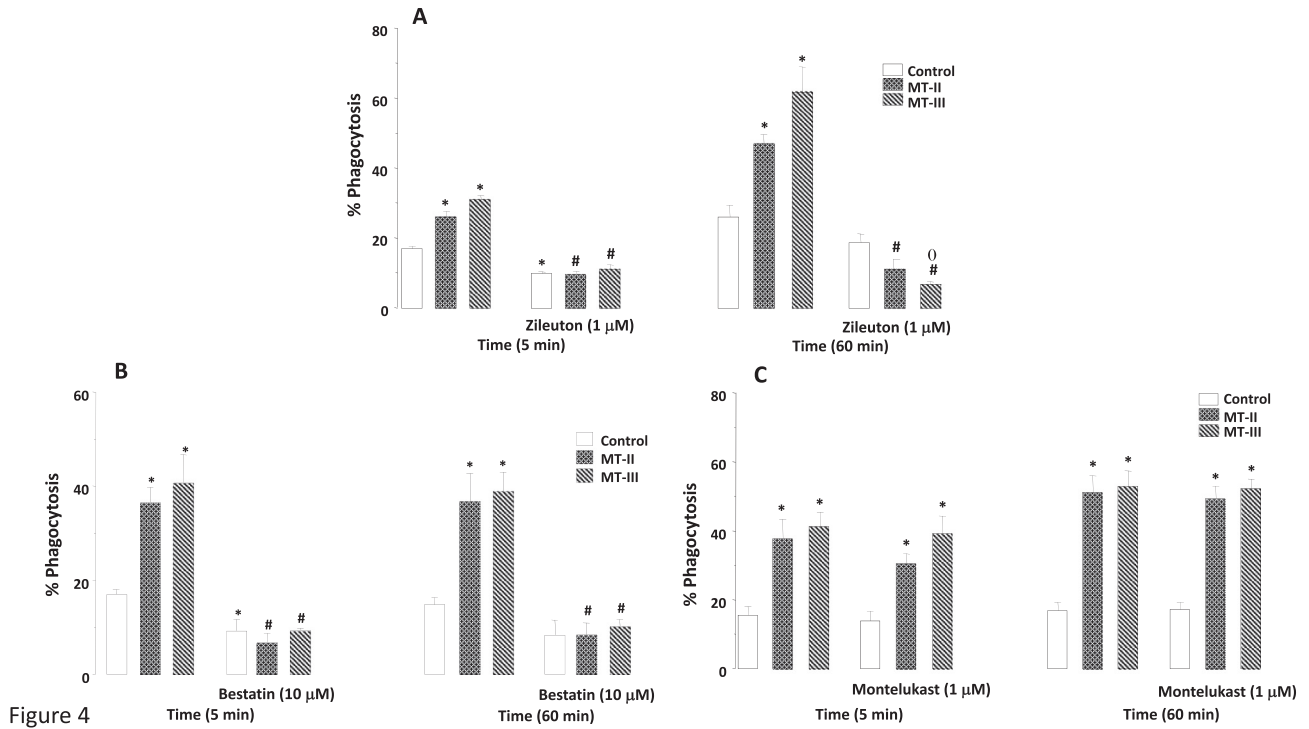 A
80
60
40
20
0
% Phagocytosis
* * * # #
* * # () #
Control
MT-II
MT-III
Zileuton (1 μM)
Zileuton (1 μM)
Time (5 min)
Time (60 min)
B
60
40
20
0
% Phagocytosis
* * * # #
* * # #
Control
MT-II
MT-III
Bestatin (10 μM)
Bestatin (10 μM)
Time (5 min)
Time (60 min)
C
80
60
40
20
0
% Phagocytosis
* * * *
* * * *
Control
MT-II
MT-III
Montelukast (1 μM)
Montelukast (1 μM)
Time (5 min)
Time (60 min)
Figure 4